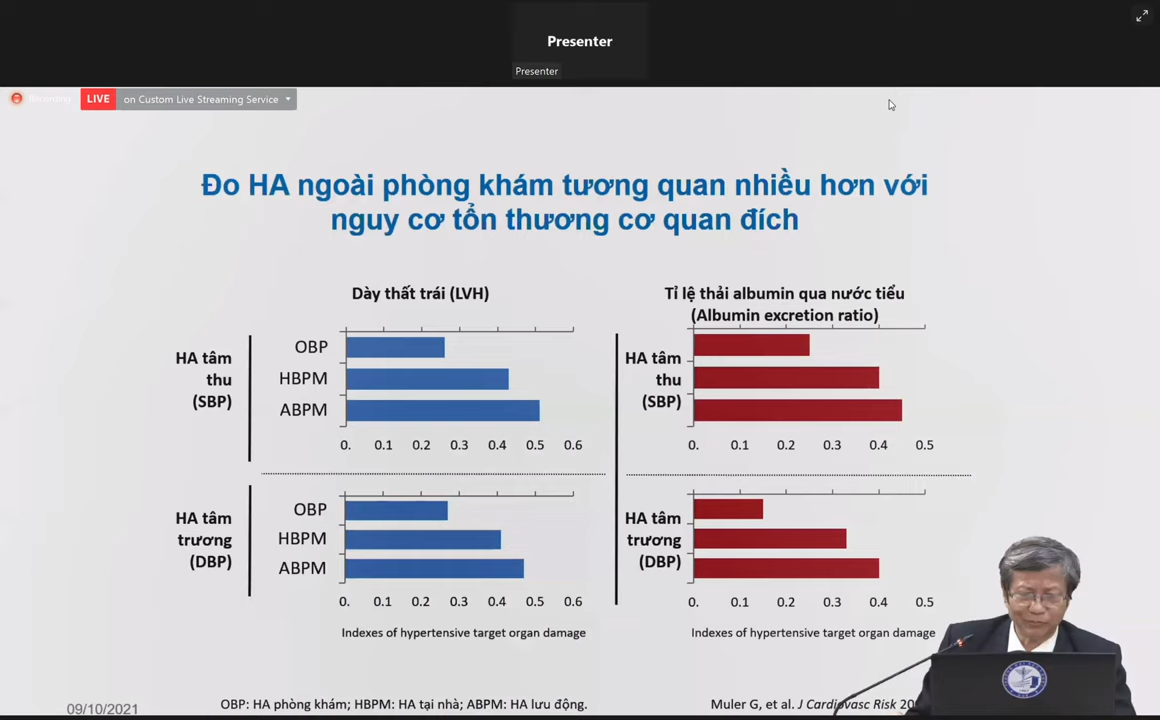 Presenter
Presenter
Recording
LIVE on Custom Live Streaming Service
Đo HA ngoài phòng khám tương quan nhiều hơn với
nguy cơ tổn thương cơ quan đích
Dày thất trái (LVH)
HA tâm
thu
(SBP)
OBP
HBPM
ABPM
0. 0.1 0.2 0.3 0.4 0.5 0.6
HA tâm
trương
(DBP)
OBP
HBPM
ABPM
0. 0.1 0.2 0.3 0.4 0.5 0.6
Indexes of hypertensive target organ damage
Tỉ lệ thải albumin qua nước tiểu
(Albumin excretion ratio)
HA tâm
thu
(SBP)
0. 0.1 0.2 0.3 0.4 0.5
HA tâm
trương
(DBP)
0. 0.1 0.2 0.3 0.4 0.5
Indexes of hypertensive target organ damage
09/10/2021
OBP: HA phòng khám; HBPM: HA tại nhà; ABPM: HA lưu động.
Muler G, et al. J Cardiovasc Risk